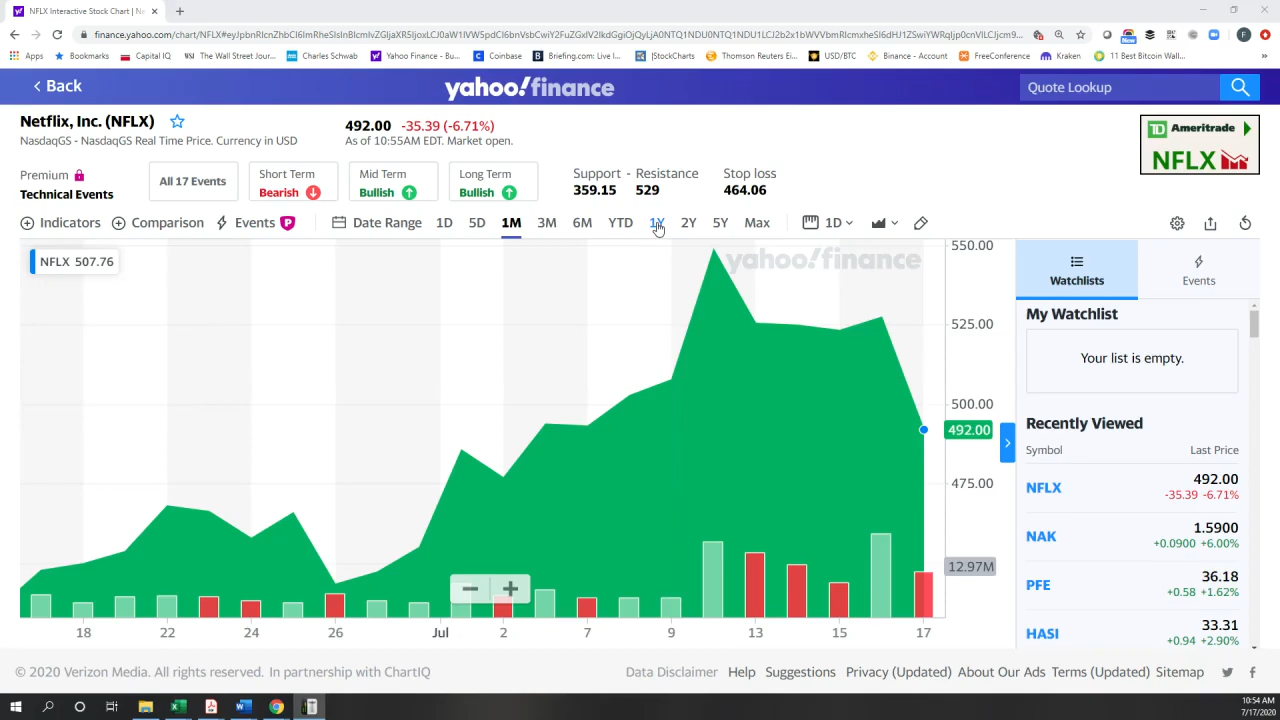 NFLX Interactive Stock Chart | N
finance.yahoo.com/chart/NFLX
Apps Bookmarks Capital IQ The Wall Street Jour... Charles Schwab Yahoo Finance - Bu... Coinbase Briefing.com: Live I... |StockCharts Thomson Reuters Ei... USD/BTC Binance - Account FreeConference Kraken 11 Best Bitcoin Wall...
Back
yahoo!finance
Quote Lookup
Netflix, Inc. (NFLX)
492.00 -35.39 (-6.71%)
NasdaqGS - NasdaqGS Real Time Price. Currency in USD
As of 10:55AM EDT. Market open.
TD Ameritrade
NFLX
Premium
Technical Events
All 17 Events
Short Term
Bearish
Mid Term
Bullish
Long Term
Bullish
Support - Resistance
359.15 529
Stop loss
464.06
Indicators Comparison Events P Date Range 1D 5D 1M 3M 6M YTD 1Y 2Y 5Y Max 1D
NFLX 507.76
yahoo!finance
550.00
525.00
500.00
492.00
475.00
12.97M
18 22 24 26 Jul 2 7 9 13 15 17
Watchlists
Events
My Watchlist
Your list is empty.
Recently Viewed
Symbol Last Price
NFLX 492.00
-35.39 -6.71%
NAK 1.5900
+0.0900 +6.00%
PFE 36.18
+0.58 +1.62%
HASI 33.31
+0.94 +2.90%
© 2020 Verizon Media. All rights reserved. In partnership with ChartIQ
Data Disclaimer Help Suggestions Privacy (Updated) About Our Ads Terms (Updated) Sitemap
10:54 AM
7/17/2020